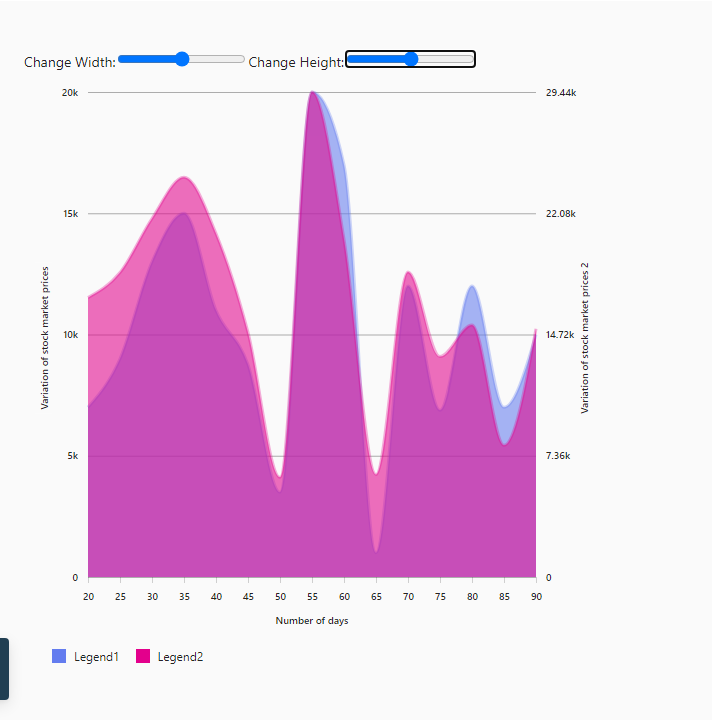 Change Width: Change Height:
20k 29.44k
15k 22.08k
10k 14.72k
5k 7.36k
0 0
Variation of stock market prices
Variation of stock market prices 2
20 25 30 35 40 45 50 55 60 65 70 75 80 85 90
Number of days
Legend1 Legend2